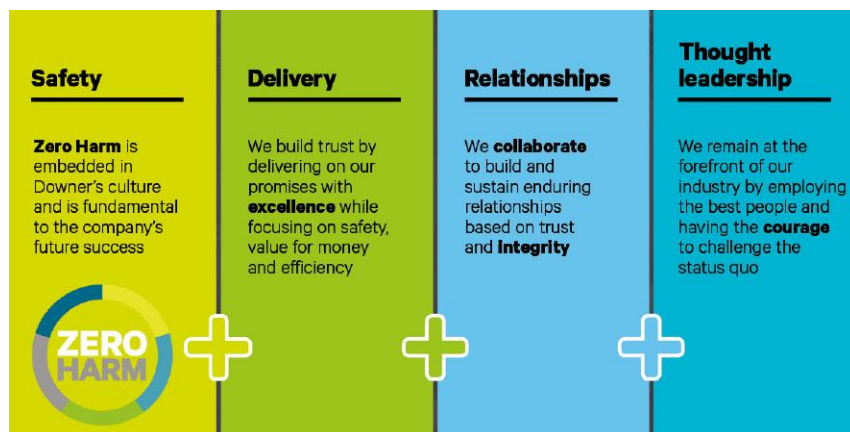 Safety
Zero Harm is
embedded in
Downer's culture
and is fundamental
to the company's
future success
ZERO
HARM
Delivery
We build trust by
delivering on our
promises with
excellence while
focusing on safety,
value for money
and efficiency
Relationships
We collaborate
to build and
sustain enduring
relationships
based on trust
and integrity
Thought
leadership
We remain at the
forefront of our
industry by employing
the best people and
having the courage
to challenge the
status quo